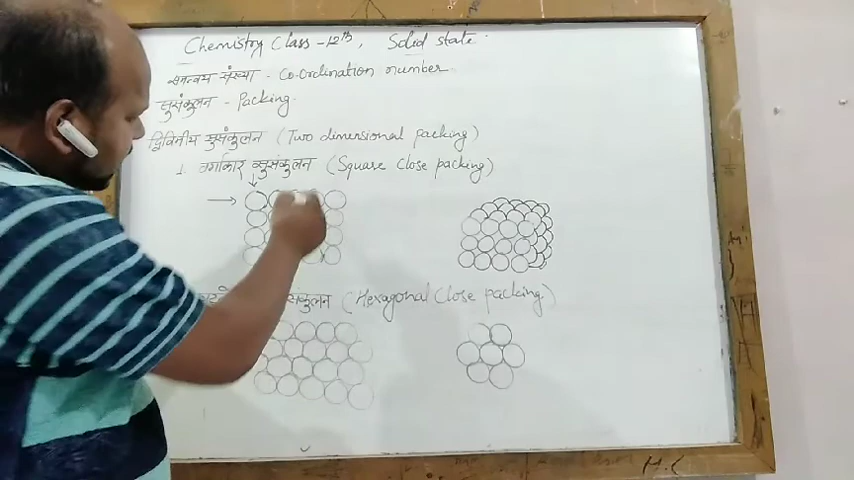 Chemistry Class - 12th, Solid state.
समन्वय संख्या - Co-Ordination number
सुसंकुलन - Packing.
द्विविमीय सुसंकुलन (Two dimensional packing)
1. वर्गाकार सुसंकुलन (Square close packing)
संकुलन (Hexagonal Close packing)
H.C